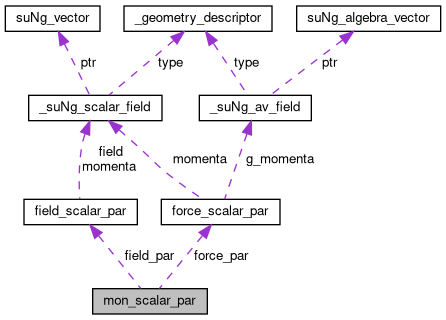 suNg_vector
_geometry_descriptor
suNg_algebra_vector
ptr
type
type
ptr
_suNg_scalar_field
_suNg_av_field
field
momenta
momenta
g_momenta
field_scalar_par
force_scalar_par
field_par
force_par
mon_scalar_par